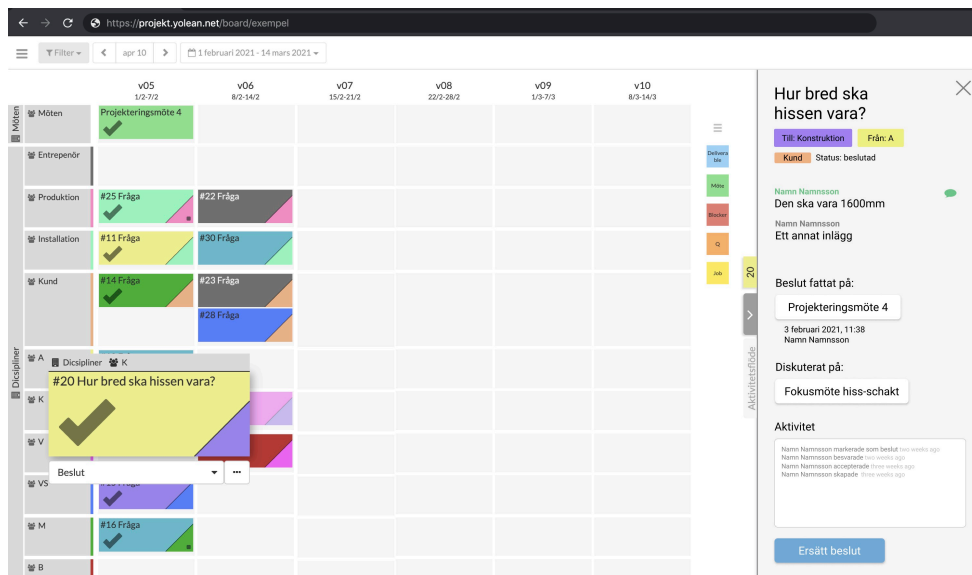 https://projekt.yolean.net/board/exempel
Filter
apr 10
1 februari 2021 - 14 mars 2021
v05
1/2-7/2
v06
8/2-14/2
v07
15/2-21/2
v08
22/2-28/2
v09
1/3-7/3
v10
8/3-14/3
Möten
Möten
Projekteringsmöte 4
Entrepenör
Produktion
#25 Fråga
#22 Fråga
Installation
#11 Fråga
#30 Fråga
Kund
#14 Fråga
#23 Fråga
#28 Fråga
Dicsipliner
A
Dicsipliner
K
#20 Hur bred ska hissen vara?
K
V
Beslut
VS
M
#16 Fråga
B
Delivera
ble
Möte
Blocker
Q
Job
20
Aktivitetsflöde
Hur bred ska
hissen vara?
Till: Konstruktion
Från: A
Kund
Status: beslutad
Namn Namnsson
Den ska vara 1600mm
Namn Namnsson
Ett annat inlägg
Beslut fattat på:
Projekteringsmöte 4
3 februari 2021, 11:38
Namn Namnsson
Diskuterat på:
Fokusmöte hiss-schakt
Aktivitet
Namn Namnsson markerade som beslut two weeks ago
Namn Namnsson besvarade two weeks ago
Namn Namnsson accepterade three weeks ago
Namn Namnsson skapade three weeks ago
Ersätt beslut